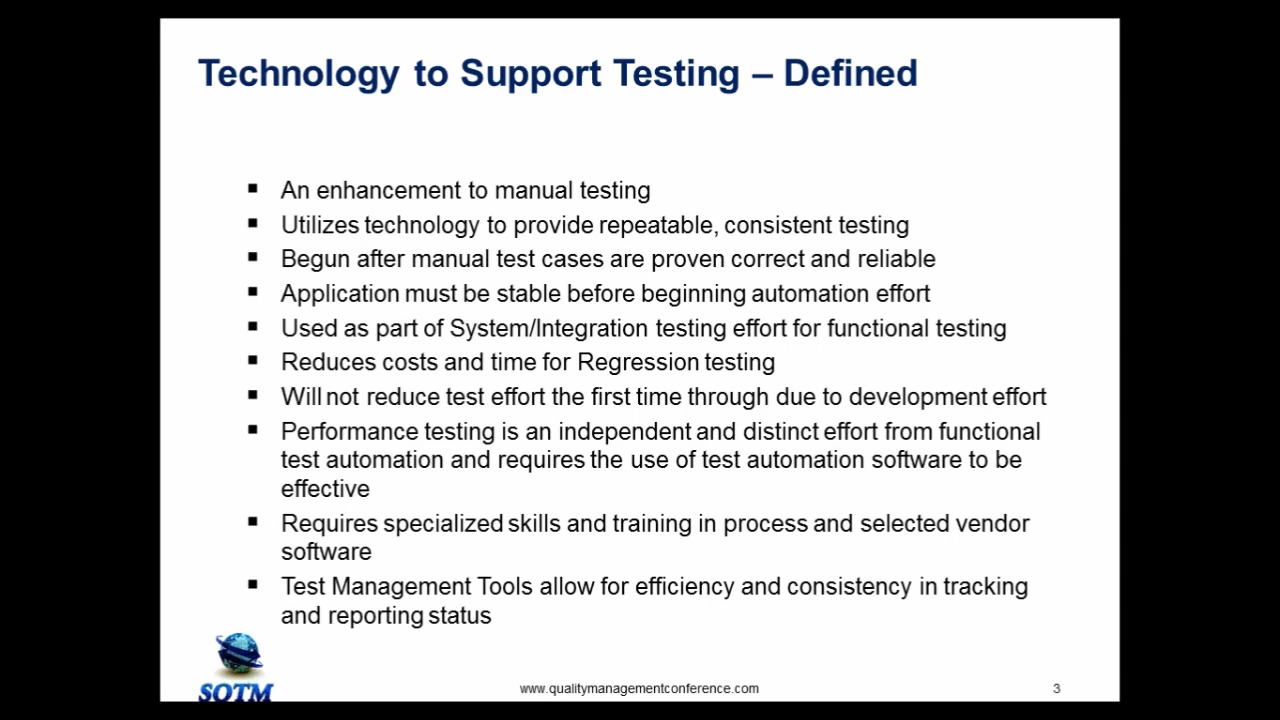 Technology to Support Testing – Defined
▪ An enhancement to manual testing
▪ Utilizes technology to provide repeatable, consistent testing
▪ Begun after manual test cases are proven correct and reliable
▪ Application must be stable before beginning automation effort
▪ Used as part of System/Integration testing effort for functional testing
▪ Reduces costs and time for Regression testing
▪ Will not reduce test effort the first time through due to development effort
▪ Performance testing is an independent and distinct effort from functional
test automation and requires the use of test automation software to be
effective
▪ Requires specialized skills and training in process and selected vendor
software
▪ Test Management Tools allow for efficiency and consistency in tracking
and reporting status
SOTM
www.qualitymanagementconference.com
3